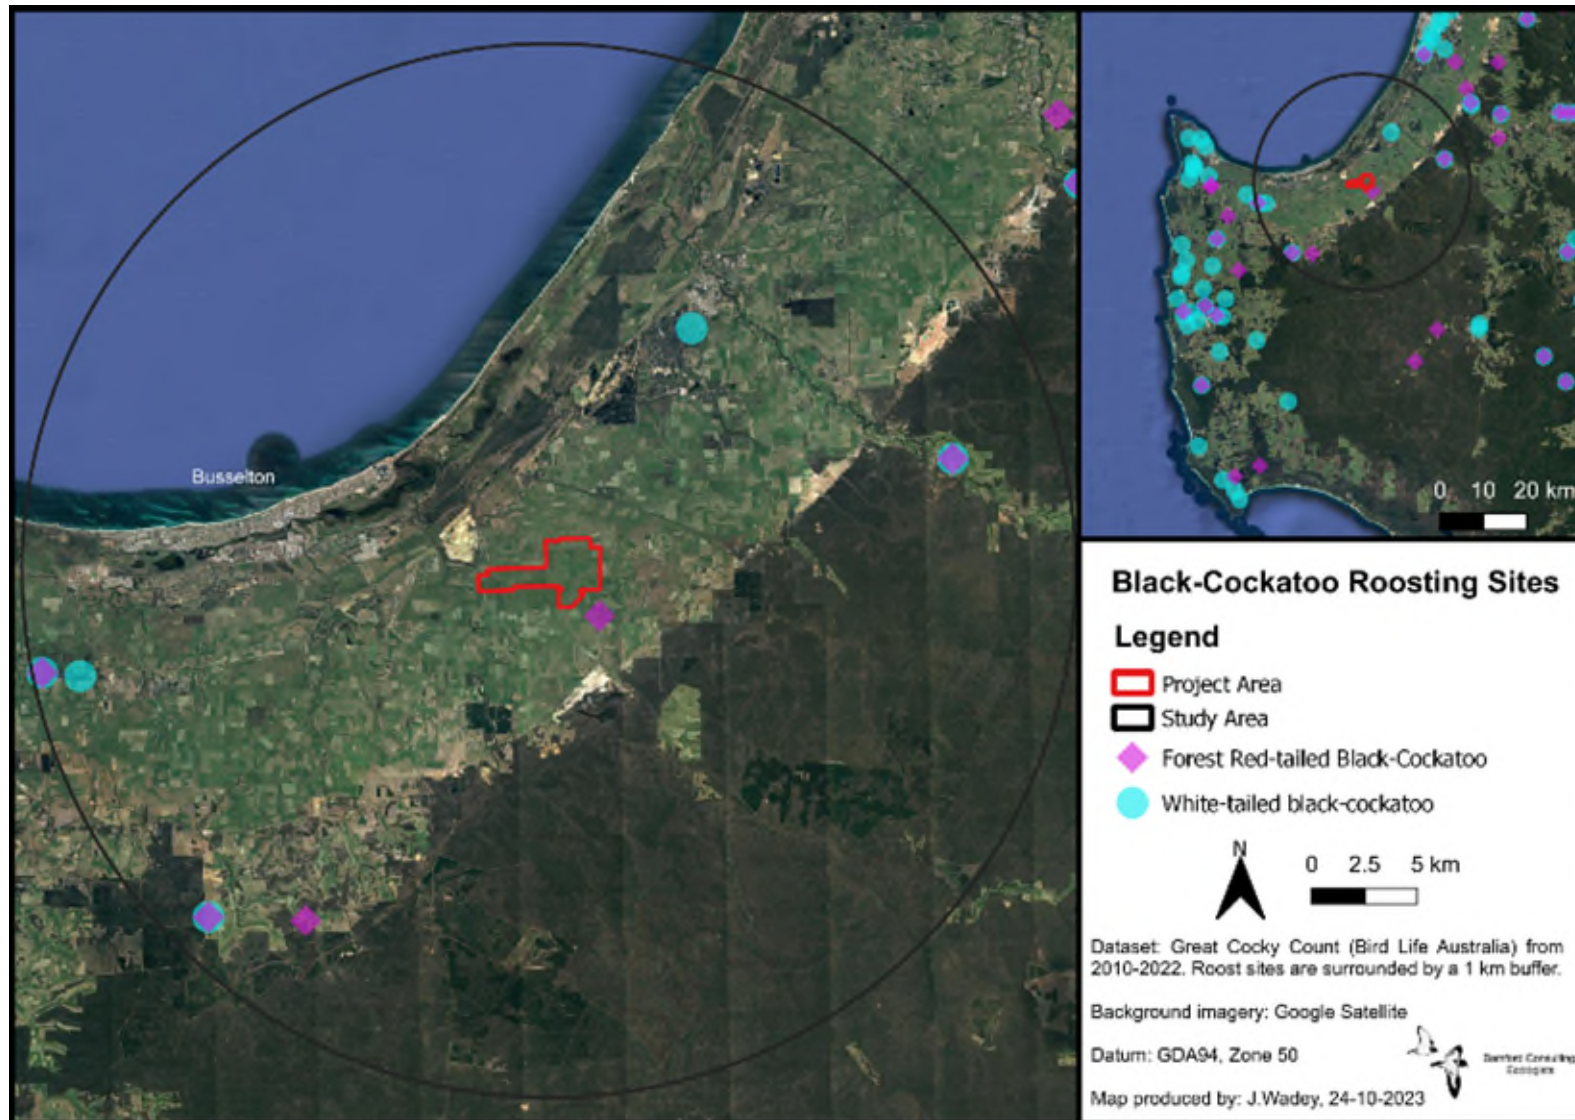 Busselton
0 10 20 km
Black-Cockatoo Roosting Sites
Legend
Project Area
Study Area
Forest Red-tailed Black-Cockatoo
White-tailed black-cockatoo
N
0 2.5 5 km
Dataset: Great Cocky Count (Bird Life Australia) from
2010-2022. Roost sites are surrounded by a 1 km buffer.
Background imagery: Google Satellite
Datum: GDA94, Zone 50
Bamford Consulting
Ecologists
Map produced by: J.Wadey, 24-10-2023